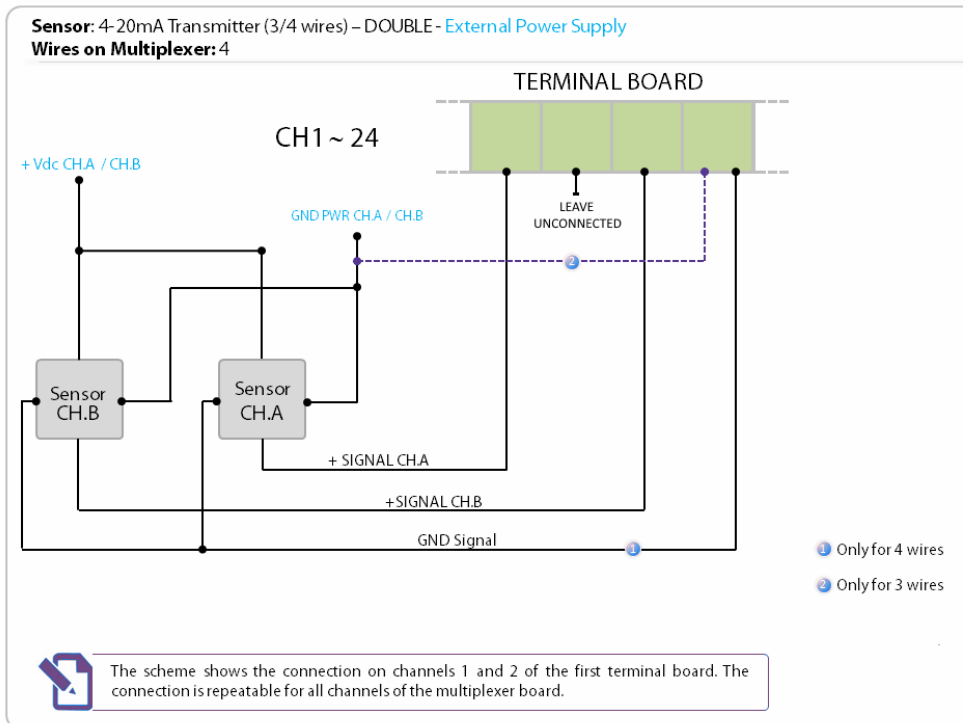 Sensor: 4-20mA Transmitter (3/4 wires) – DOUBLE - External Power Supply
Wires on Multiplexer: 4
TERMINAL BOARD
CH1 ~ 24
+ Vdc CH.A / CH.B
GND PWR CH.A / CH.B
LEAVE
UNCONNECTED
2
Sensor
CH.B
Sensor
CH.A
+ SIGNAL CH.A
+SIGNAL CH.B
GND Signal
1
1 Only for 4 wires
2 Only for 3 wires
The scheme shows the connection on channels 1 and 2 of the first terminal board. The
connection is repeatable for all channels of the multiplexer board.